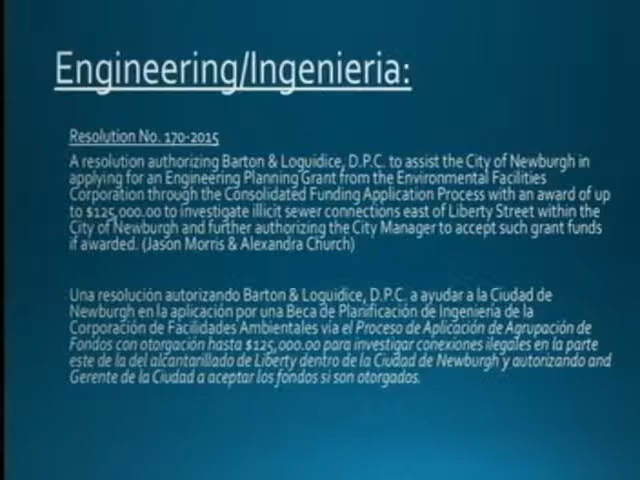 Engineering/Ingenieria:
Resolution No. 170-2015
A resolution authorizing Barton & Loguidice, D.P.C. to assist the City of Newburgh in
applying for an Engineering Planning Grant from the Environmental Facilities
Corporation through the Consolidated Funding Application Process with an award of up
to $125,000.00 to investigate illicit sewer connections east of Liberty Street within the
City of Newburgh and further authorizing the City Manager to accept such grant funds
if awarded. (Jason Morris & Alexandra Church)
Una resolución autorizando Barton & Loguidice, D.P.C. a ayudar a la Ciudad de
Newburgh en la aplicación por una Beca de Planificación de Ingeniería de la
Corporación de Facilidades Ambientales vía el Proceso de Aplicación de Agrupación de
Fondos con otorgación hasta $125,000.00 para investigar conexiones ilegales en la parte
este de la del alcantarillado de Liberty dentro de la Ciudad de Newburgh y autorizando and
Gerente de la Ciudad a aceptar los fondos si son otorgados.